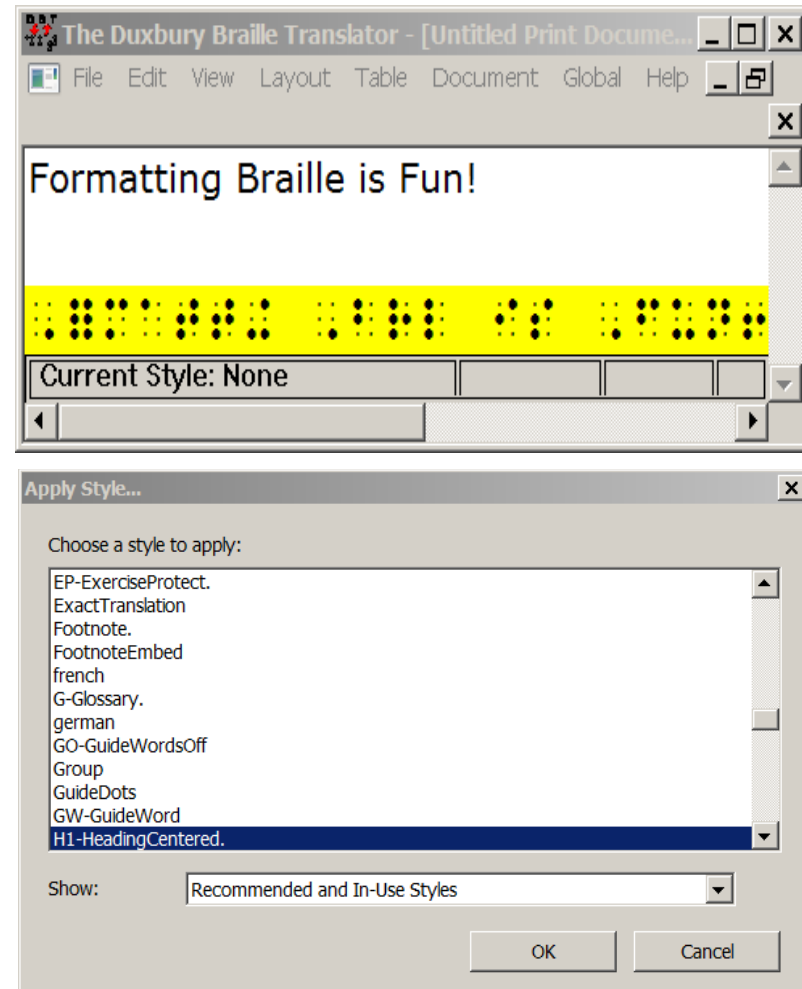 The Duxbury Braille Translator - [Untitled Print Docume...
File Edit View Layout Table Document Global Help
Formatting Braille is Fun!
⠠⠿⠍⠁⠞⠞⠬ ⠠⠃⠗⠇ ⠊⠎ ⠠⠋⠥⠝⠖
Current Style: None
Apply Style...
Choose a style to apply:
EP-ExerciseProtect.
ExactTranslation
Footnote.
FootnoteEmbed
french
G-Glossary.
german
GO-GuideWordsOff
Group
GuideDots
GW-GuideWord
H1-HeadingCentered.
Show: Recommended and In-Use Styles
OK Cancel